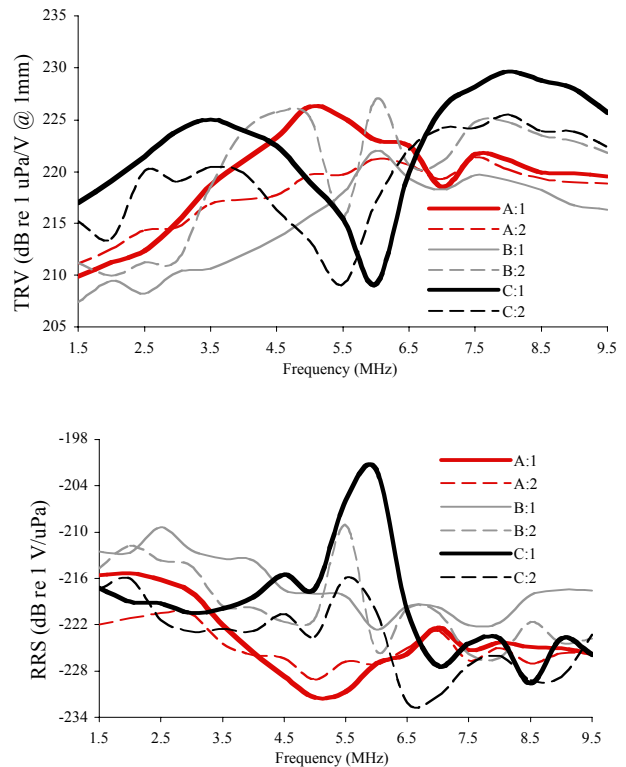 TRV (dB re 1 uPa/V @ 1mm)
235
230
225
220
215
210
205
A:1
A:2
B:1
B:2
C:1
C:2
1.5 2.5 3.5 4.5 5.5 6.5 7.5 8.5 9.5
Frequency (MHz)
RRS (dB re 1 V/uPa)
-198
-204
-210
-216
-222
-228
-234
A:1
A:2
B:1
B:2
C:1
C:2
1.5 2.5 3.5 4.5 5.5 6.5 7.5 8.5 9.5
Frequency (MHz)